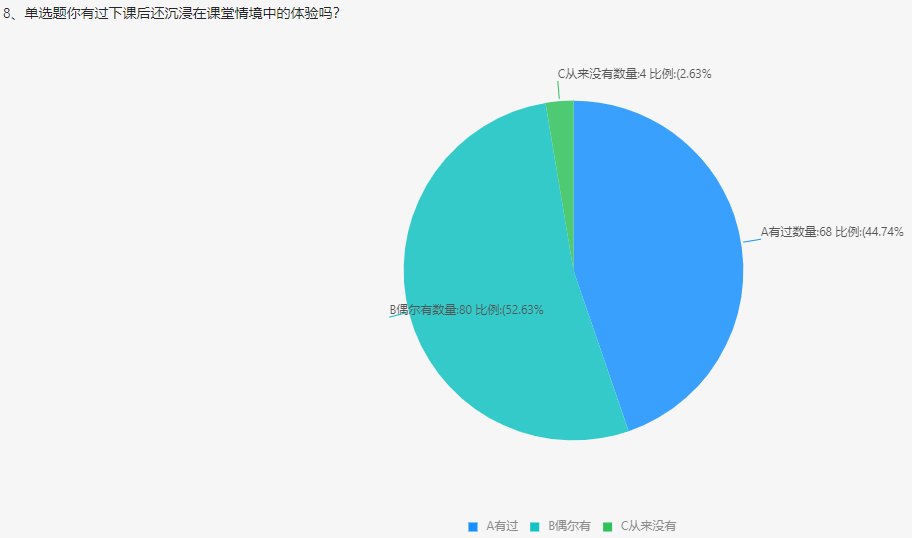 8、单选题你有过下课后还沉浸在课堂情境中的体验吗？
C从来没有数量:4 比例:(2.63%
A有过数量:68 比例:(44.74%
B偶尔有数量:80 比例:(52.63%
A有过 B偶尔有 C从来没有